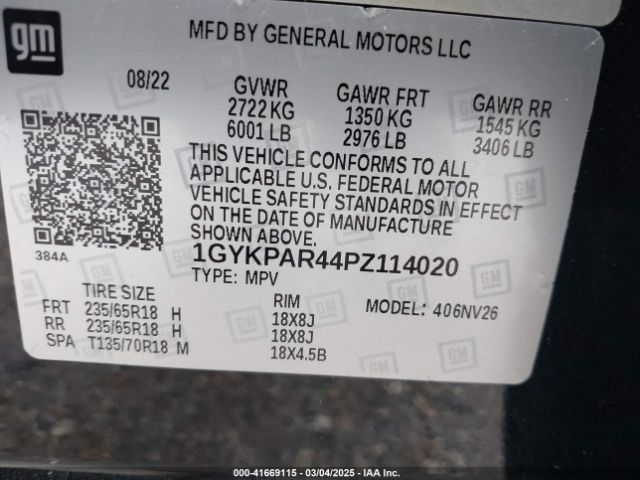 gm
MFD BY GENERAL MOTORS LLC
08/22 GVWR GAWR FRT GAWR RR
2722 KG 1350 KG 1545 KG
6001 LB 2976 LB 3406 LB
THIS VEHICLE CONFORMS TO ALL
APPLICABLE U.S. FEDERAL MOTOR
VEHICLE SAFETY STANDARDS IN EFFECT
ON THE DATE OF MANUFACTURE
SHOWN ABOVE.
384A
1GYKPAR44PZ114020
TYPE: MPV
TIRE SIZE RIM MODEL: 406NV26
FRT 235/65R18 H 18X8J
RR 235/65R18 H 18X8J
SPA T135/70R18 M 18X4.5B
000-41669115 - 03/04/2025 - IAA Inc.